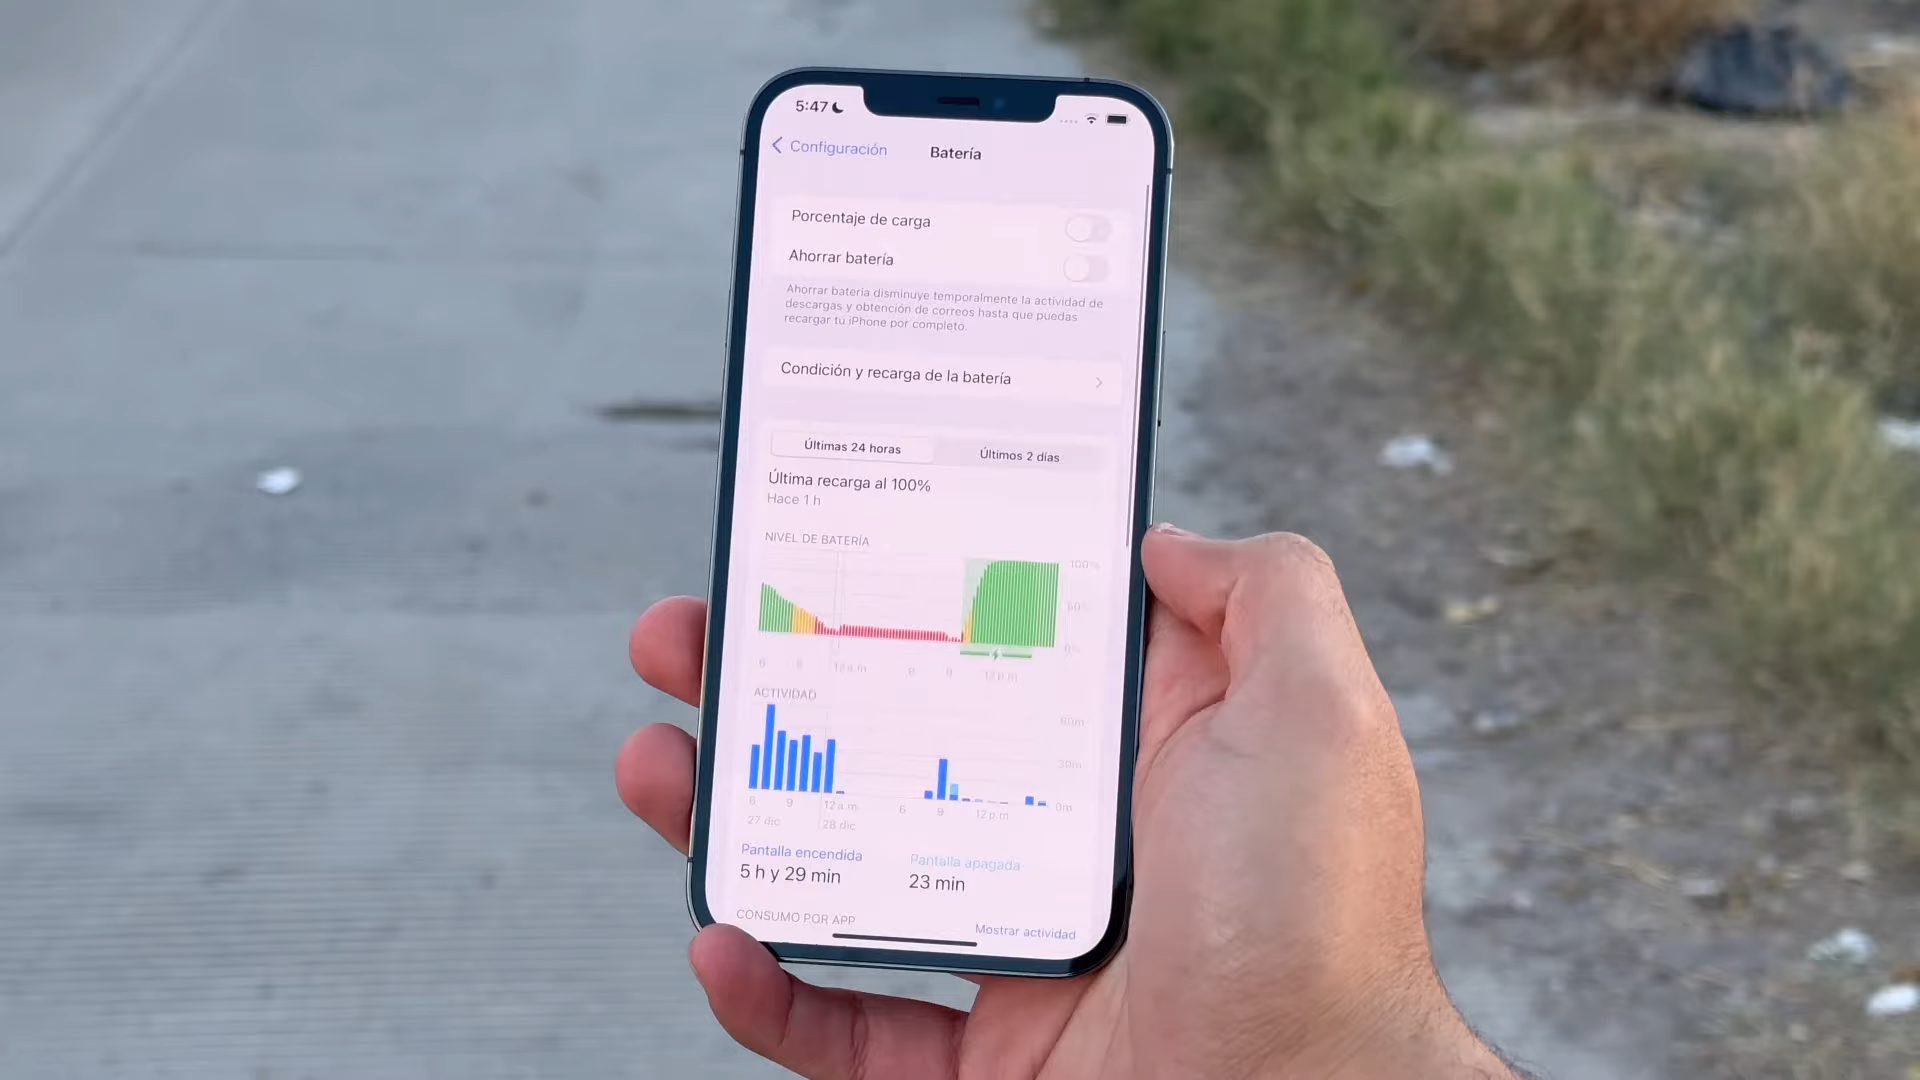 5:47
Configuración
Batería
Porcentaje de carga
Ahorrar batería
Ahorrar batería disminuye temporalmente la actividad de
descargas y obtención de correos hasta que puedas
recargar tu iPhone por completo.
Condición y recarga de la batería
Últimas 24 horas
Últimos 2 días
Última recarga al 100%
Hace 1 h
NIVEL DE BATERÍA
100%
0%
12 a.m.
9
12 p.m.
ACTIVIDAD
60m
30m
0m
6 9 12 a.m. 6 9 12 p.m.
27 dic. 28 dic.
Pantalla encendida
Pantalla apagada
5 h y 29 min
23 min
CONSUMO POR APP
Mostrar actividad